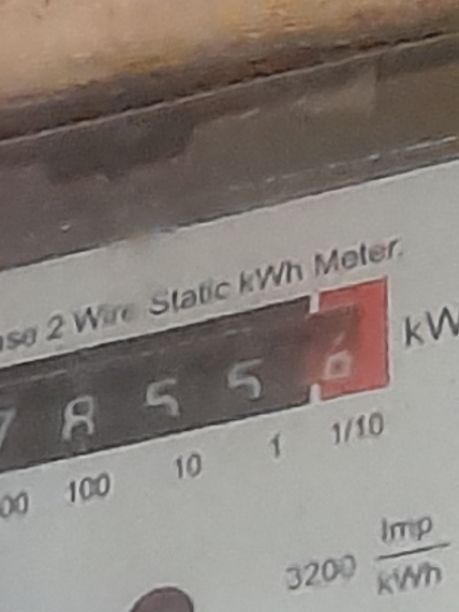 ase 2 Wire Static kWh Meter.
7 8 5 5 6 kW
00 100 10 1 1/10
3200 Imp
kWh